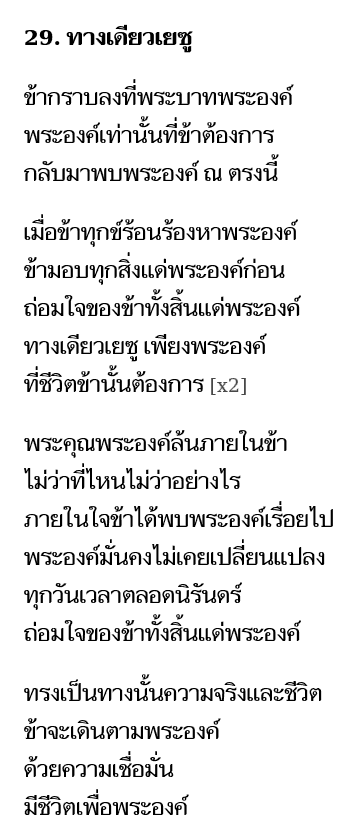 29. ทางเดียวเยซู
ข้ากราบลงที่พระบาทพระองค์
พระองค์เท่านั้นที่ข้าต้องการ
กลับมาพบพระองค์ ณ ตรงนี้
เมื่อข้าทุกข์ร้อนร้องหาพระองค์
ข้ามอบทุกสิ่งแด่พระองค์ก่อน
ถ่อมใจของข้าทั้งสิ้นแด่พระองค์
ทางเดียวเยซู เพียงพระองค์
ที่ชีวิตข้านั้นต้องการ [x2]
พระคุณพระองค์ล้นภายในข้า
ไม่ว่าที่ไหนไม่ว่าอย่างไร
ภายในใจข้าได้พบพระองค์เรื่อยไป
พระองค์มั่นคงไม่เคยเปลี่ยนแปลง
ทุกวันเวลาตลอดนิรันดร์
ถ่อมใจของข้าทั้งสิ้นแด่พระองค์
ทรงเป็นทางนั้นความจริงและชีวิต
ข้าจะเดินตามพระองค์
ด้วยความเชื่อมั่น
มีชีวิตเพื่อพระองค์